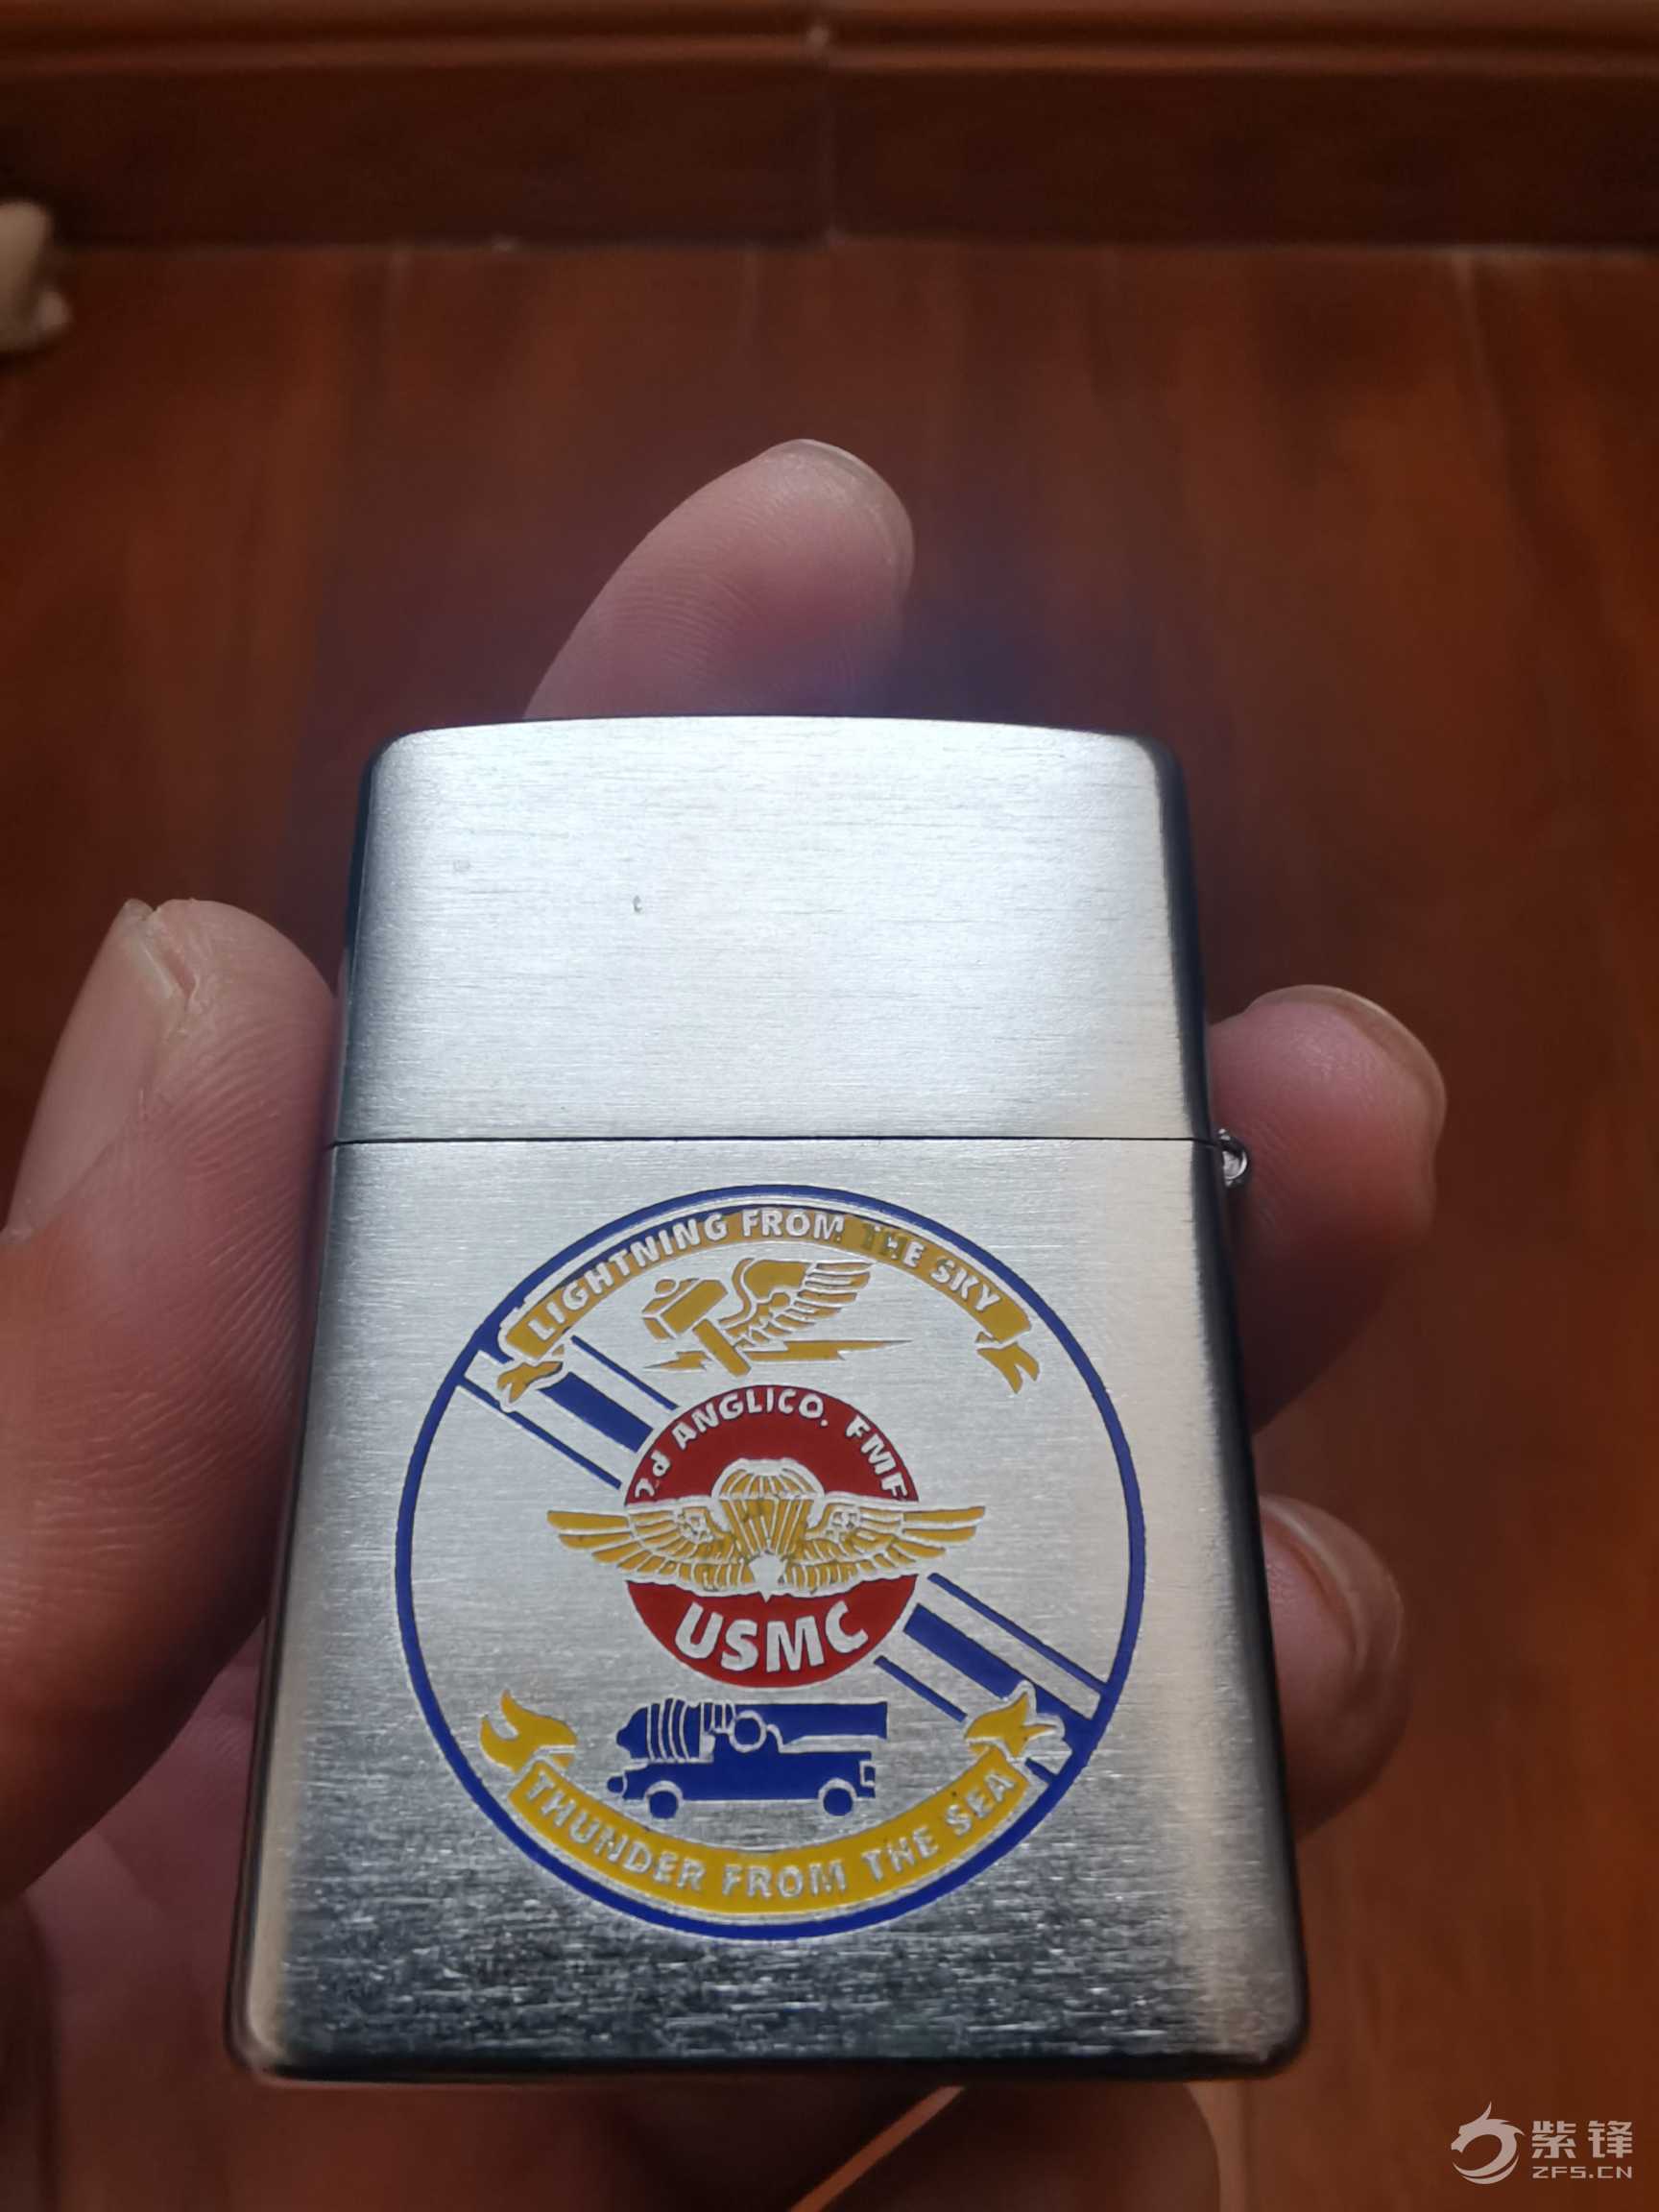 LIGHTNING FROM THE SKY
2d ANGLICO. FMF
USMC
THUNDER FROM THE SEA
紫锋
ZFS.CN